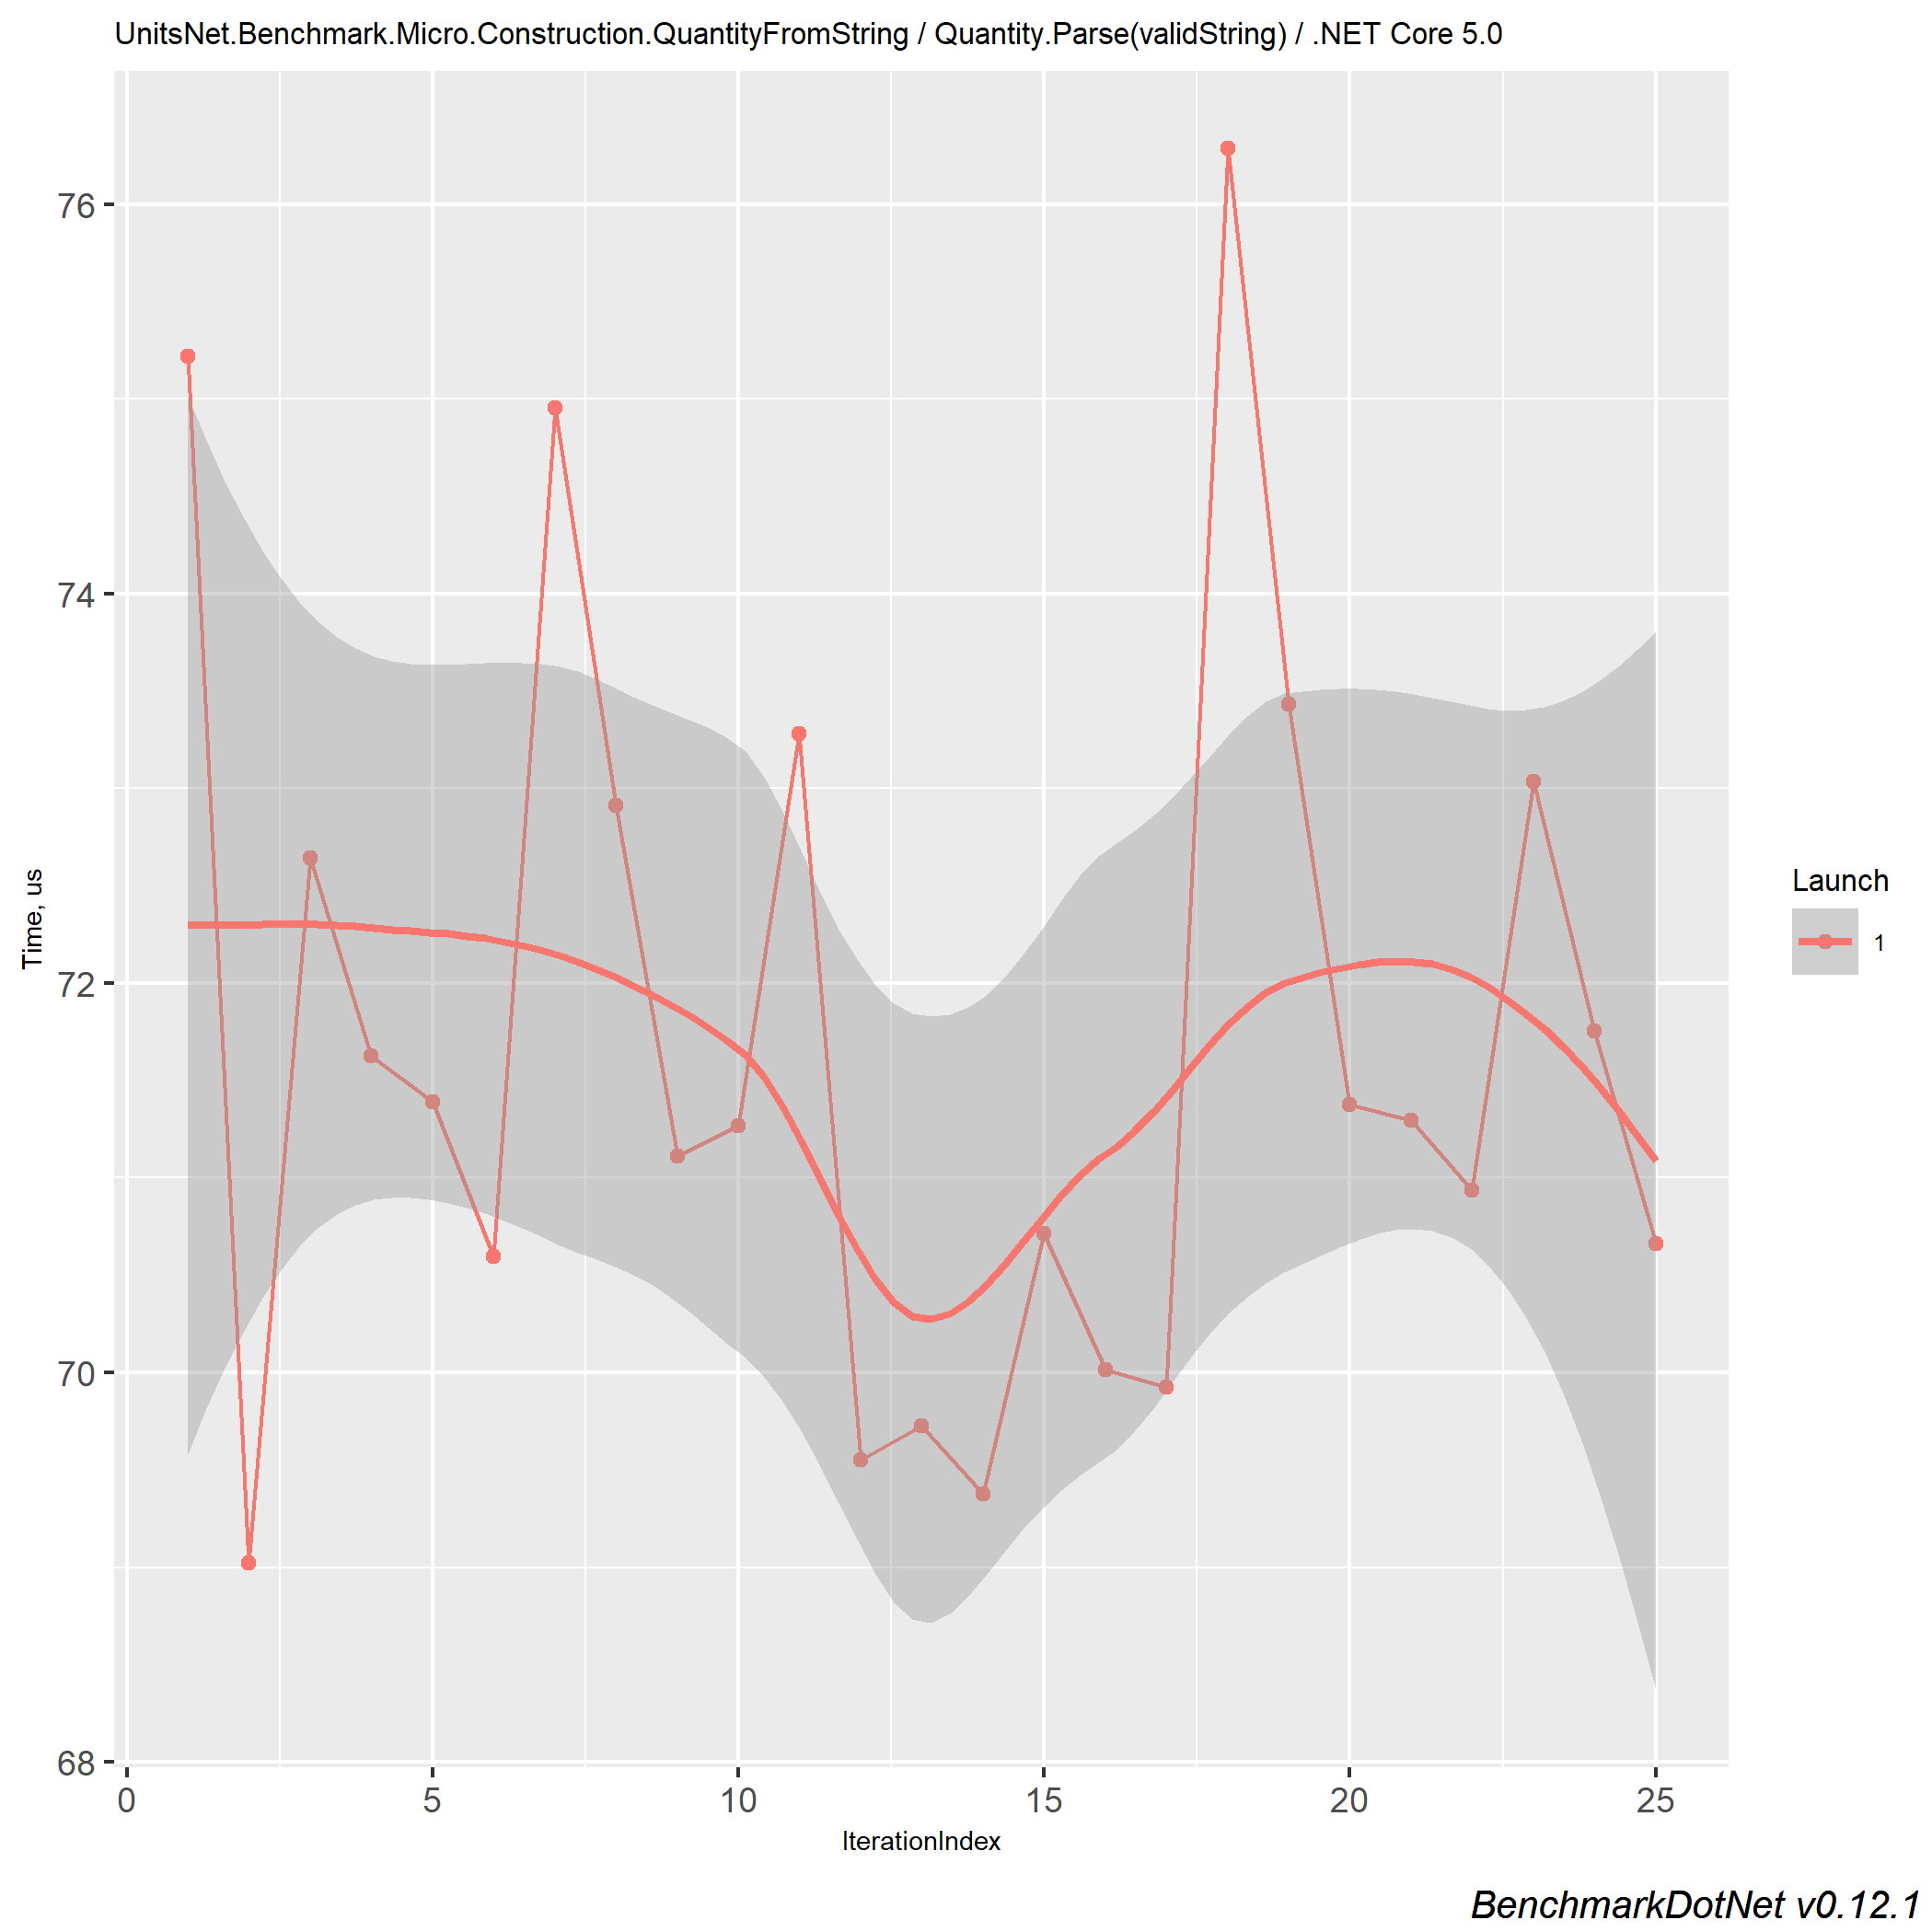 UnitsNet.Benchmark.Micro.Construction.QuantityFromString / Quantity.Parse(validString) / .NET Core 5.0
76
74
72
70
68
Time, us
0 5 10 15 20 25
IterationIndex
Launch
1
BenchmarkDotNet v0.12.1